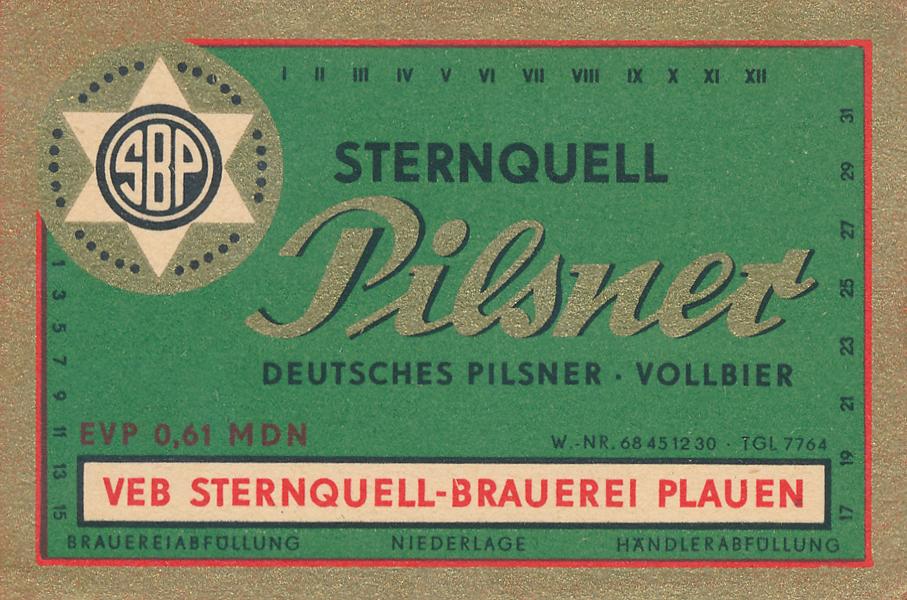 I II III IV V VI VII VIII IX X XI XII
SBP
STERNQUELL
Pilsner
DEUTSCHES PILSNER · VOLLBIER
1 3 5 7 9 11 13 15
31 29 27 25 23 21 19 17
EVP 0,61 MDN
W.-NR. 68 45 12 30 · TGL 7764
VEB STERNQUELL-BRAUEREI PLAUEN
BRAUEREIABFÜLLUNG NIEDERLAGE HÄNDLERABFÜLLUNG